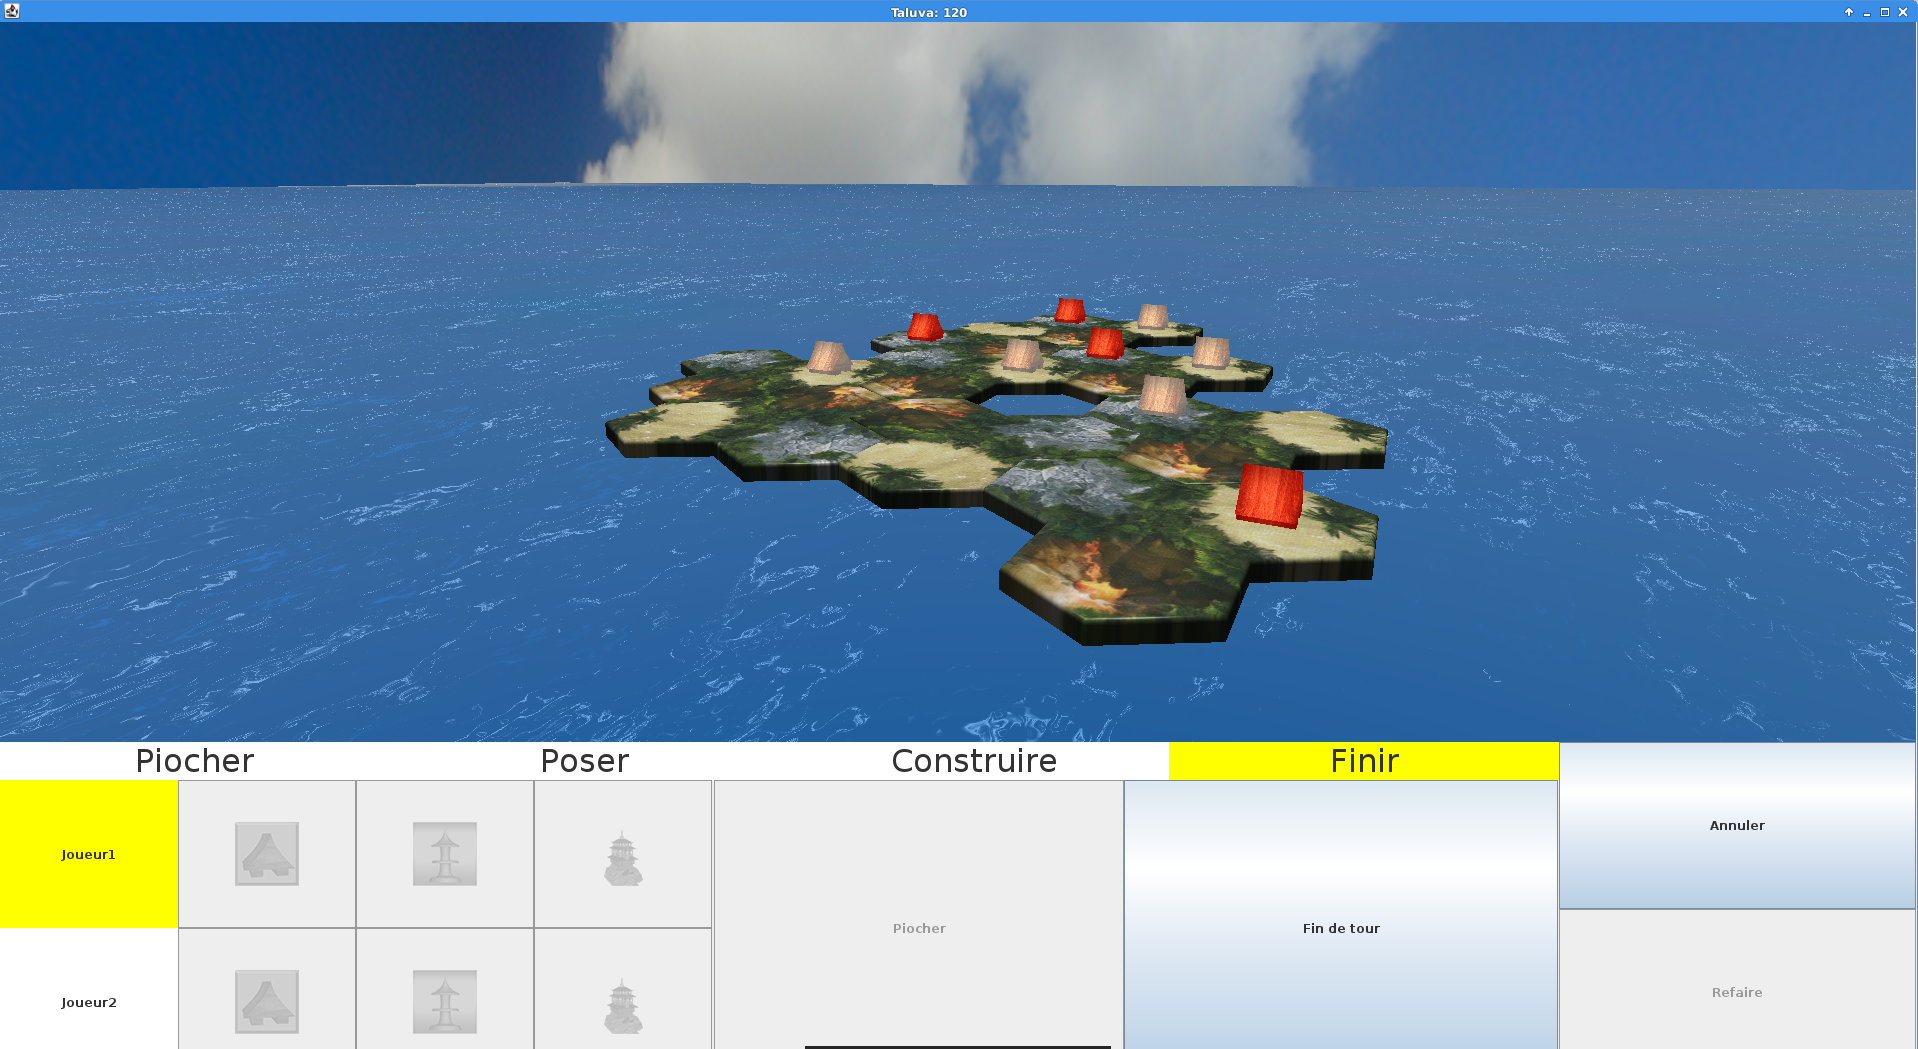 Taluva: 120
Piocher Poser Construire Finir
Joueur1
Joueur2
Piocher
Fin de tour
Annuler
Refaire